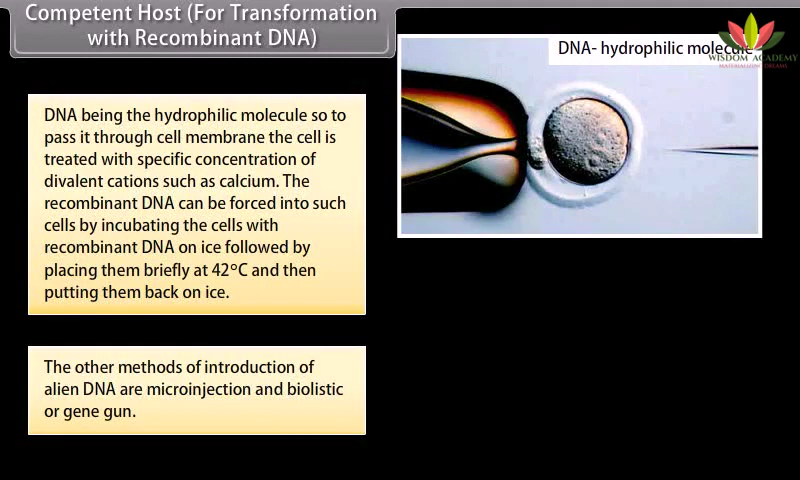 Competent Host (For Transformation
with Recombinant DNA)
DNA- hydrophilic molecule
WISDOM ACADEMY
MATERIALIZING DREAMS
DNA being the hydrophilic molecule so to
pass it through cell membrane the cell is
treated with specific concentration of
divalent cations such as calcium. The
recombinant DNA can be forced into such
cells by incubating the cells with
recombinant DNA on ice followed by
placing them briefly at 42ºC and then
putting them back on ice.
The other methods of introduction of
alien DNA are microinjection and biolistic
or gene gun.